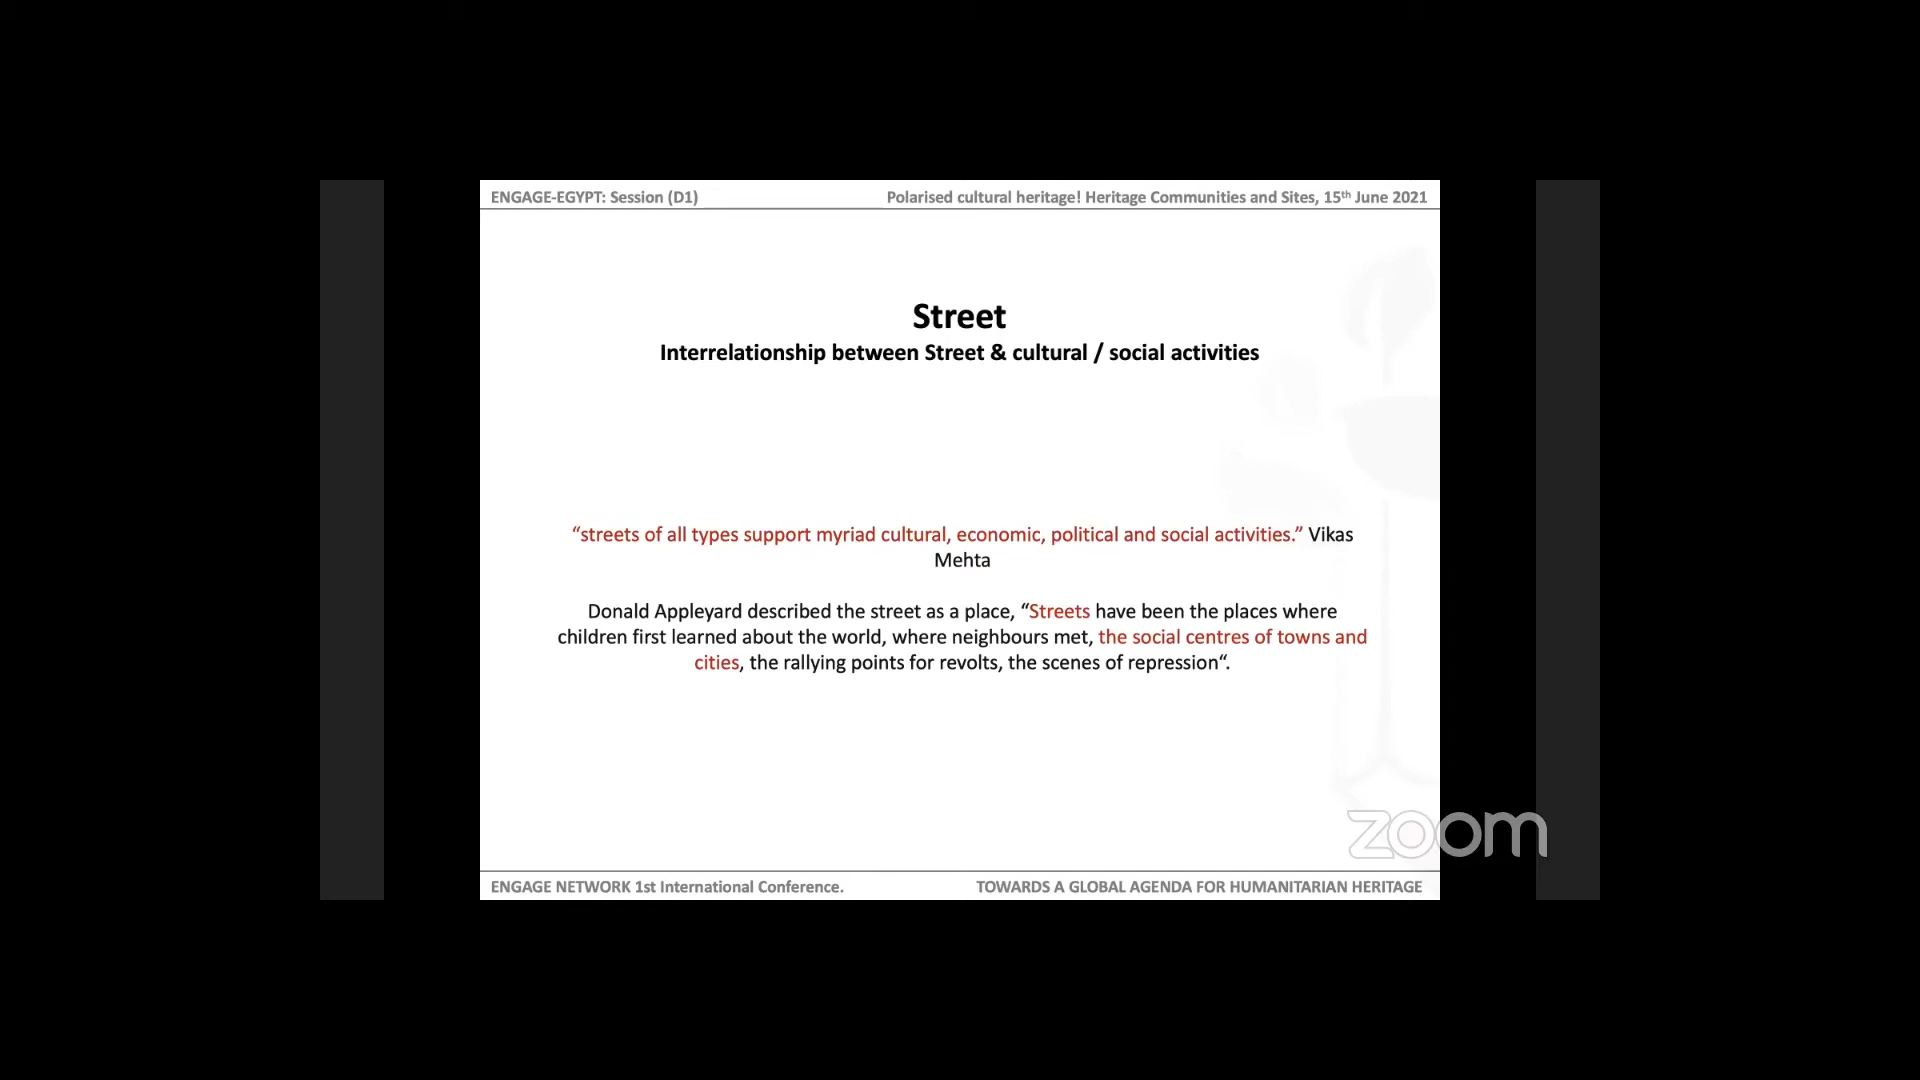 ENGAGE-EGYPT: Session (D1)
Polarised cultural heritage! Heritage Communities and Sites, 15th June 2021
Street
Interrelationship between Street & cultural / social activities
“streets of all types support myriad cultural, economic, political and social activities.” Vikas
Mehta
Donald Appleyard described the street as a place, “Streets have been the places where
children first learned about the world, where neighbours met, the social centres of towns and
cities, the rallying points for revolts, the scenes of repression“.
zoom
ENGAGE NETWORK 1st International Conference.
TOWARDS A GLOBAL AGENDA FOR HUMANITARIAN HERITAGE